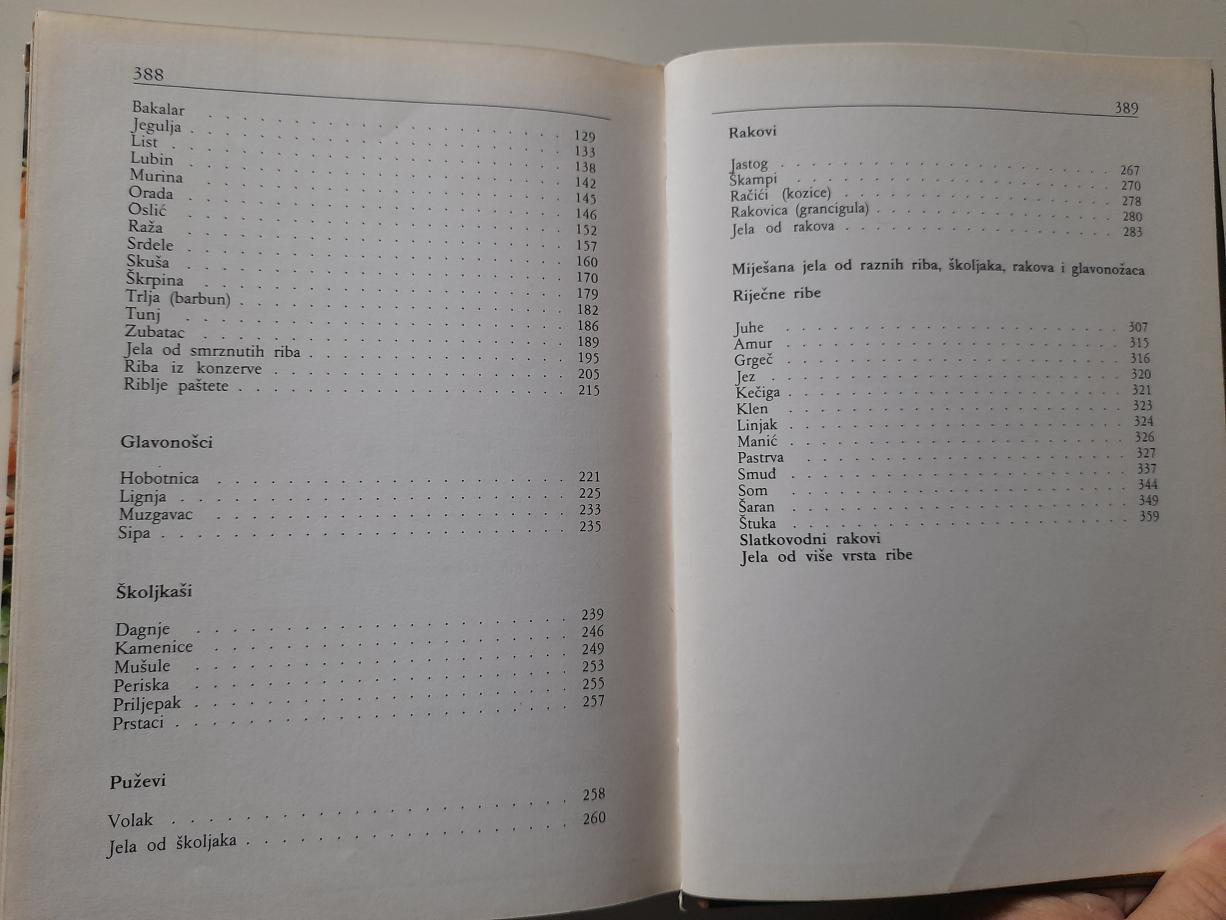 388
Bakalar . . . . . . . . . . . . . . . . . . . 129
Jegulja . . . . . . . . . . . . . . . . . . . 133
List . . . . . . . . . . . . . . . . . . . 138
Lubin . . . . . . . . . . . . . . . . . . . 142
Murina . . . . . . . . . . . . . . . . . . . 145
Orada . . . . . . . . . . . . . . . . . . . 146
Oslić . . . . . . . . . . . . . . . . . . . 152
Raža . . . . . . . . . . . . . . . . . . . 157
Srdele . . . . . . . . . . . . . . . . . . . 160
Skuša . . . . . . . . . . . . . . . . . . . 170
Škrpina . . . . . . . . . . . . . . . . . . . 179
Trlja (barbun) . . . . . . . . . . . . . . . . . 182
Tunj . . . . . . . . . . . . . . . . . . . 186
Zubatac . . . . . . . . . . . . . . . . . . . 189
Jela od smrznutih riba . . . . . . . . . . . . . 195
Riba iz konzerve . . . . . . . . . . . . . . . 205
Riblje paštete . . . . . . . . . . . . . . . . . 215
Glavonošci
Hobotnica . . . . . . . . . . . . . . . . . . 221
Lignja . . . . . . . . . . . . . . . . . . . 225
Muzgavac . . . . . . . . . . . . . . . . . . 233
Sipa . . . . . . . . . . . . . . . . . . . 235
Školjkaši
Dagnje . . . . . . . . . . . . . . . . . . . 239
Kamenice . . . . . . . . . . . . . . . . . . 246
Mušule . . . . . . . . . . . . . . . . . . . 249
Periska . . . . . . . . . . . . . . . . . . . 253
Priljepak . . . . . . . . . . . . . . . . . . . 255
Prstaci . . . . . . . . . . . . . . . . . . . 257
Puževi
Volak . . . . . . . . . . . . . . . . . . . 258
Jela od školjaka . . . . . . . . . . . . . . . . 260
389
Rakovi
Jastog . . . . . . . . . . . . . . . . . . . 267
Škampi . . . . . . . . . . . . . . . . . . . 270
Račići (kozice) . . . . . . . . . . . . . . . 278
Rakovica (grancigula) . . . . . . . . . . . . . 280
Jela od rakova . . . . . . . . . . . . . . . 283
Miješana jela od raznih riba, školjaka, rakova i glavonožaca
Riječne ribe
Juhe . . . . . . . . . . . . . . . . . . . 307
Amur . . . . . . . . . . . . . . . . . . . 315
Grgeč . . . . . . . . . . . . . . . . . . . 316
Jez . . . . . . . . . . . . . . . . . . . 320
Kečiga . . . . . . . . . . . . . . . . . . . 321
Klen . . . . . . . . . . . . . . . . . . . 323
Linjak . . . . . . . . . . . . . . . . . . . 324
Manić . . . . . . . . . . . . . . . . . . . 326
Pastrva . . . . . . . . . . . . . . . . . . . 327
Smuđ . . . . . . . . . . . . . . . . . . . 337
Som . . . . . . . . . . . . . . . . . . . 344
Šaran . . . . . . . . . . . . . . . . . . . 349
Štuka . . . . . . . . . . . . . . . . . . . 359
Slatkovodni rakovi
Jela od više vrsta ribe